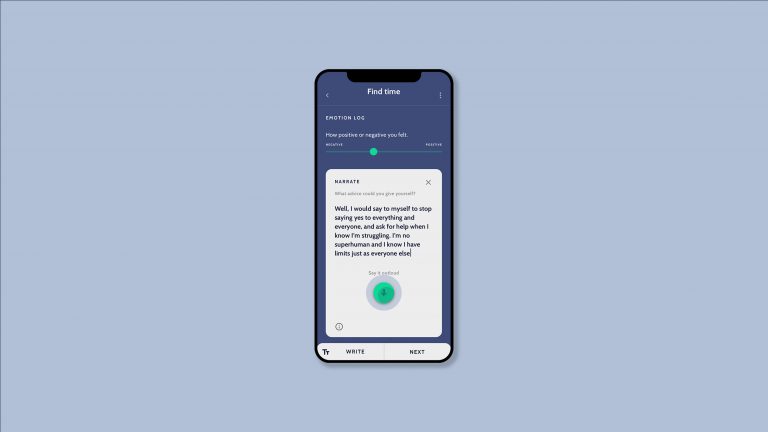 Find time
EMOTION LOG
How positive or negative you felt.
NEGATIVE POSITIVE
NARRATE
What advice could you give yourself?
Well, I would say to myself to stop
saying yes to everything and
everyone, and ask for help when I
know I'm struggling. I'm no
superhuman and I know I have
limits just as everyone else
Say it outloud
WRITE NEXT